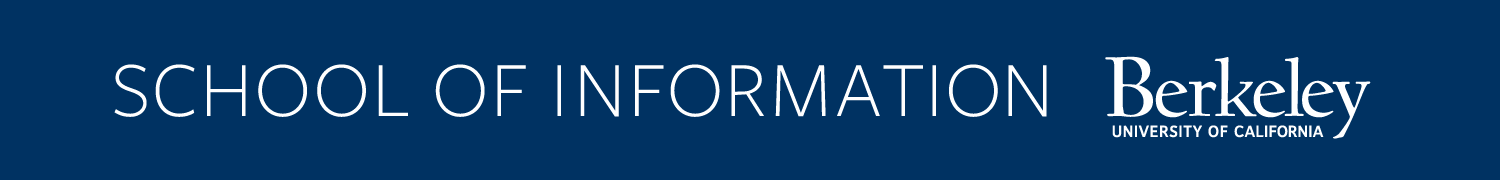 SCHOOL OF INFORMATION
Berkeley
UNIVERSITY OF CALIFORNIA